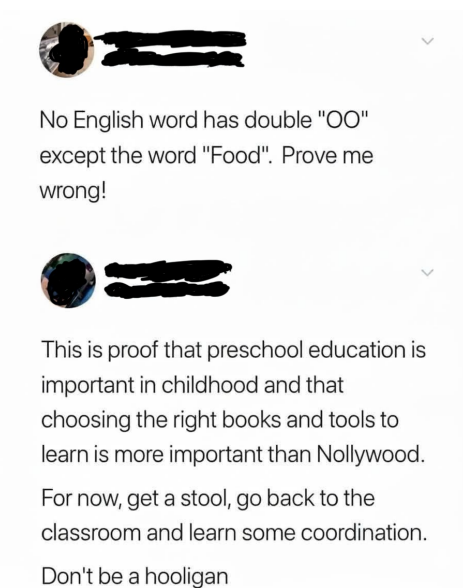 No English word has double "OO"
except the word "Food". Prove me
wrong!
This is proof that preschool education is
important in childhood and that
choosing the right books and tools to
learn is more important than Nollywood.
For now, get a stool, go back to the
classroom and learn some coordination.
Don't be a hooligan